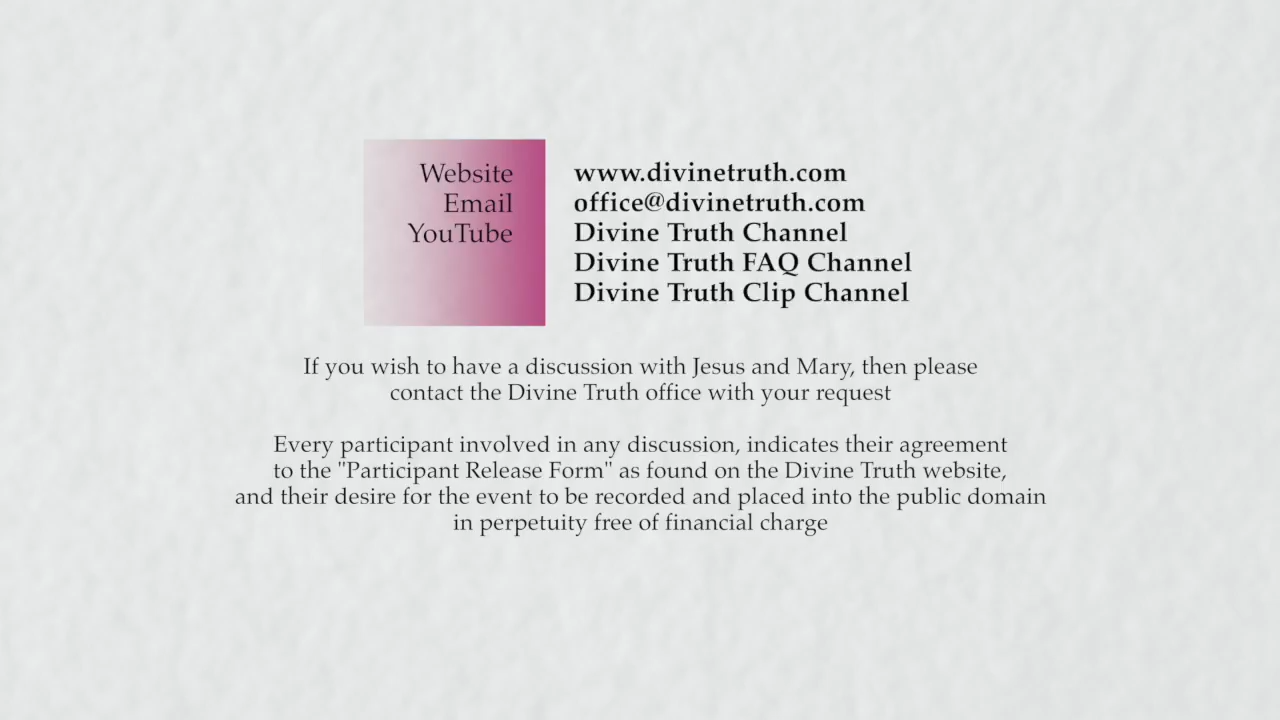 Website www.divinetruth.com
Email office@divinetruth.com
YouTube Divine Truth Channel
Divine Truth FAQ Channel
Divine Truth Clip Channel
If you wish to have a discussion with Jesus and Mary, then please
contact the Divine Truth office with your request
Every participant involved in any discussion, indicates their agreement
to the "Participant Release Form" as found on the Divine Truth website,
and their desire for the event to be recorded and placed into the public domain
in perpetuity free of financial charge